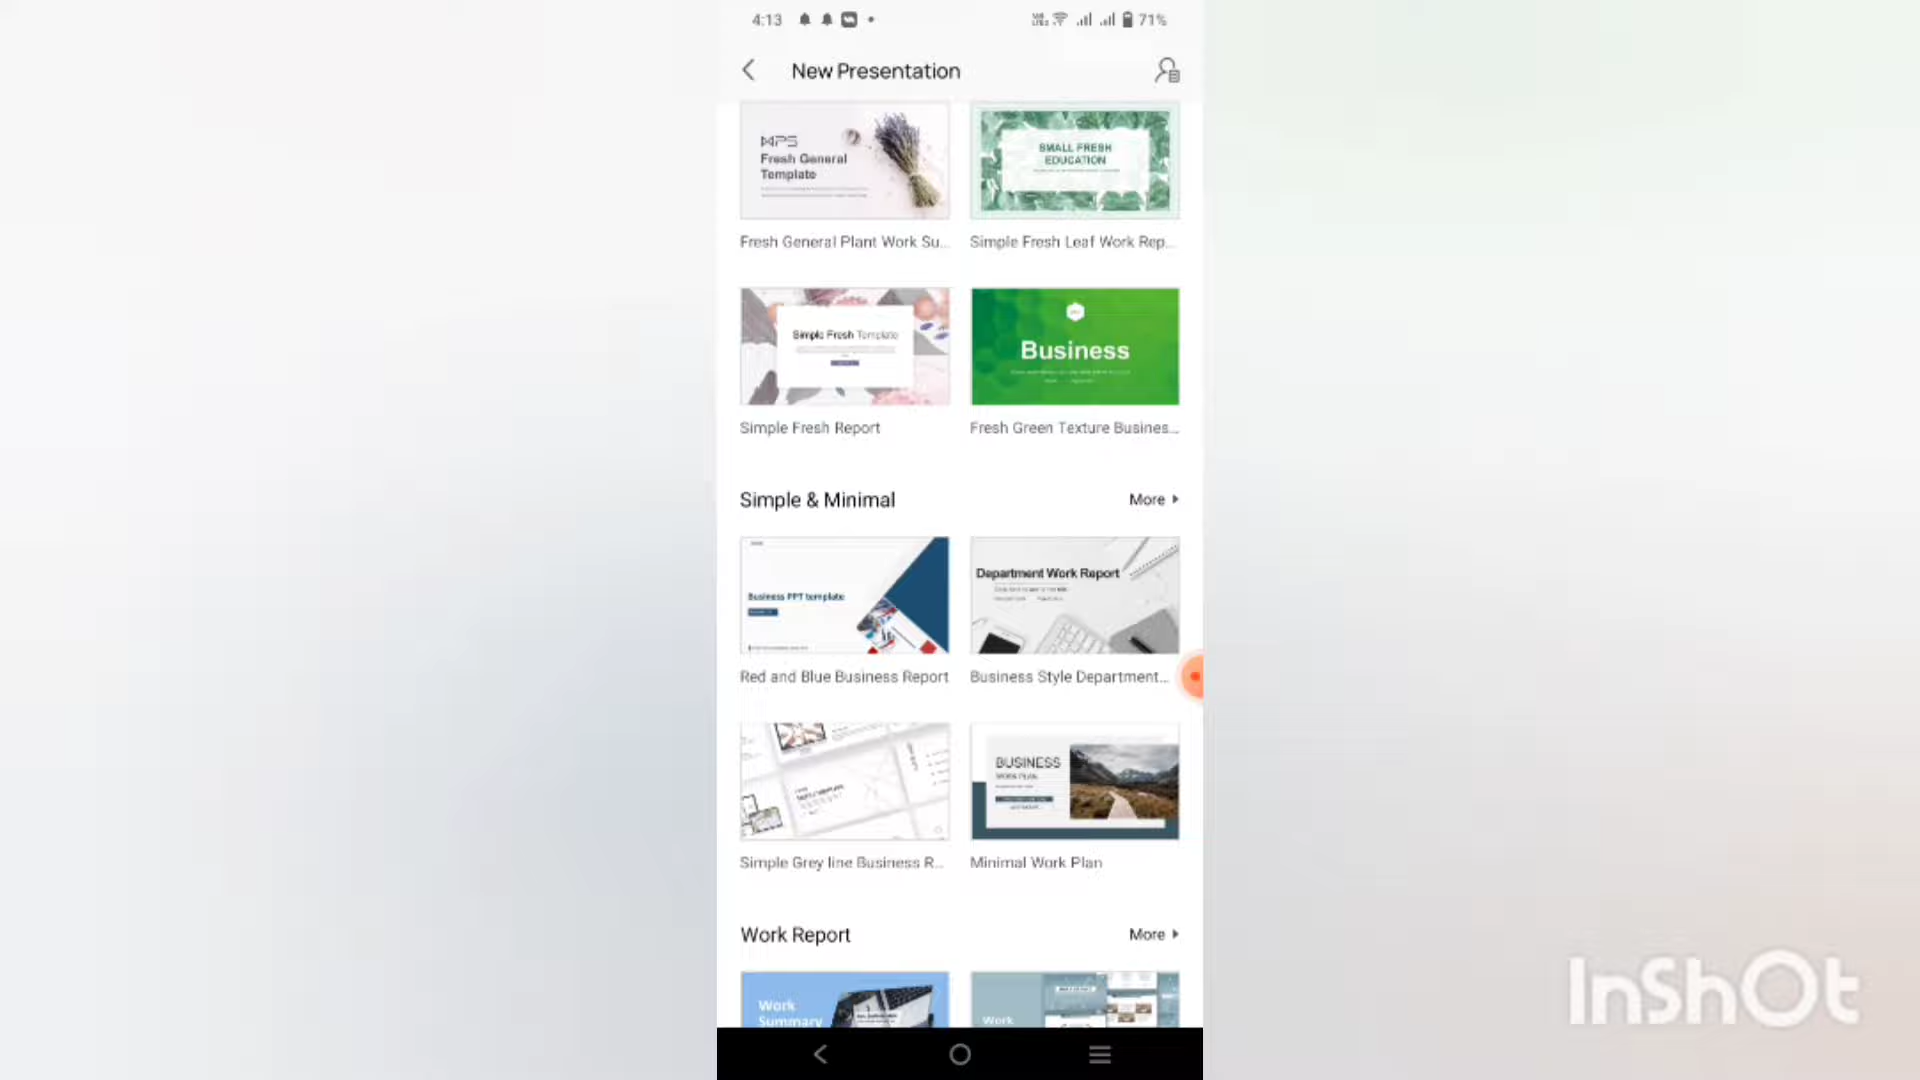 4:13
71%
New Presentation
WPS
Fresh General
Template
SMALL FRESH
EDUCATION
Fresh General Plant Work Su...
Simple Fresh Leaf Work Rep...
Simple Fresh Template
Business
Simple Fresh Report
Fresh Green Texture Busines...
Simple & Minimal
More
Business PPT template
Department Work Report
Red and Blue Business Report
Business Style Department...
BUSINESS
WORK PLAN
Simple Grey line Business R...
Minimal Work Plan
Work Report
More
Work
Summary
Work
InShOt